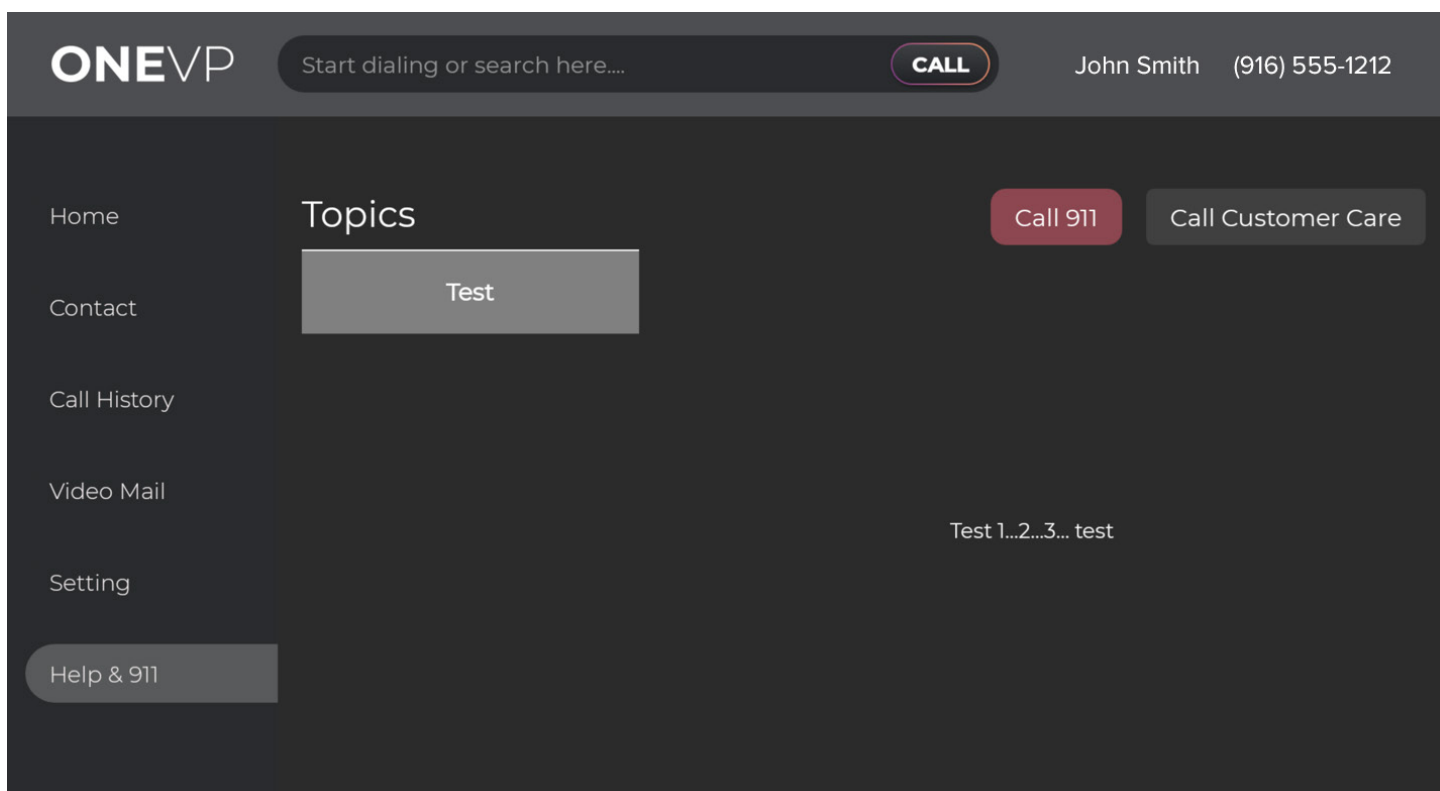 ONEVP
Start dialing or search here....
CALL
John Smith
(916) 555-1212
Home
Contact
Call History
Video Mail
Setting
Help & 911
Topics
Call 911
Call Customer Care
Test
Test 1...2...3... test